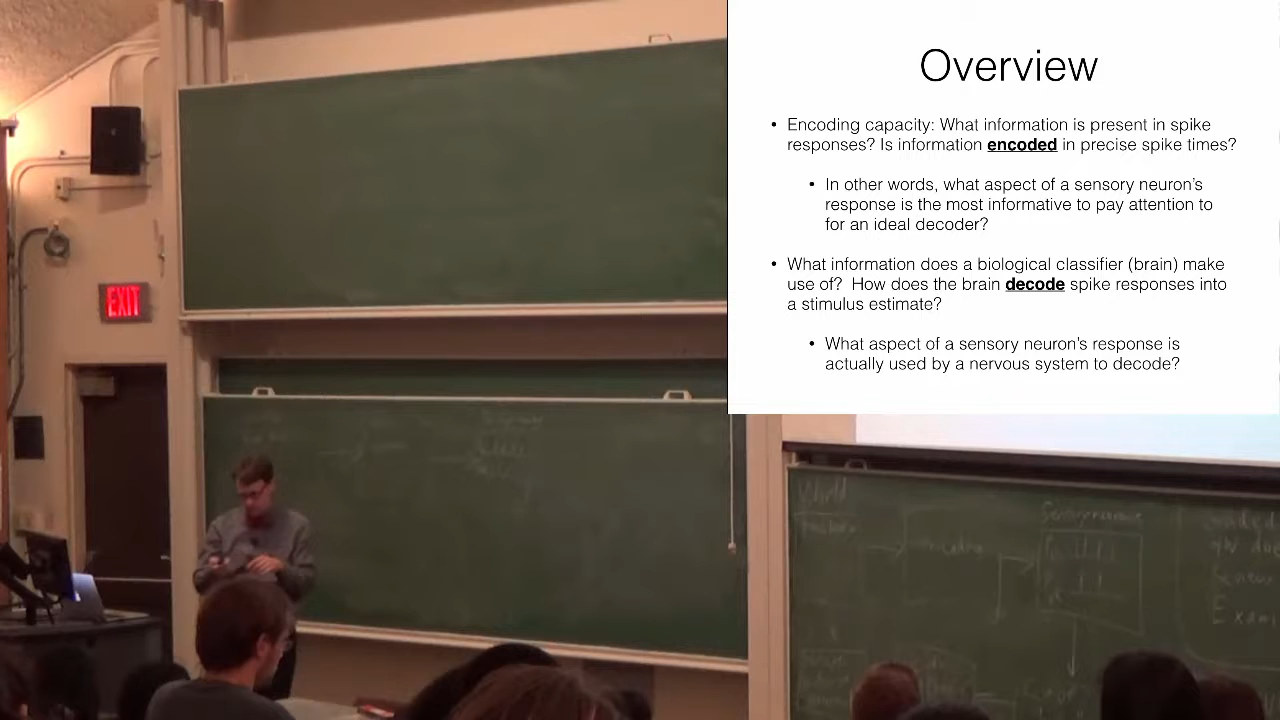 Overview
• Encoding capacity: What information is present in spike
responses? Is information encoded in precise spike times?
• In other words, what aspect of a sensory neuron's
response is the most informative to pay attention to
for an ideal decoder?
• What information does a biological classifier (brain) make
use of? How does the brain decode spike responses into
a stimulus estimate?
• What aspect of a sensory neuron's response is
actually used by a nervous system to decode?
EXIT
World